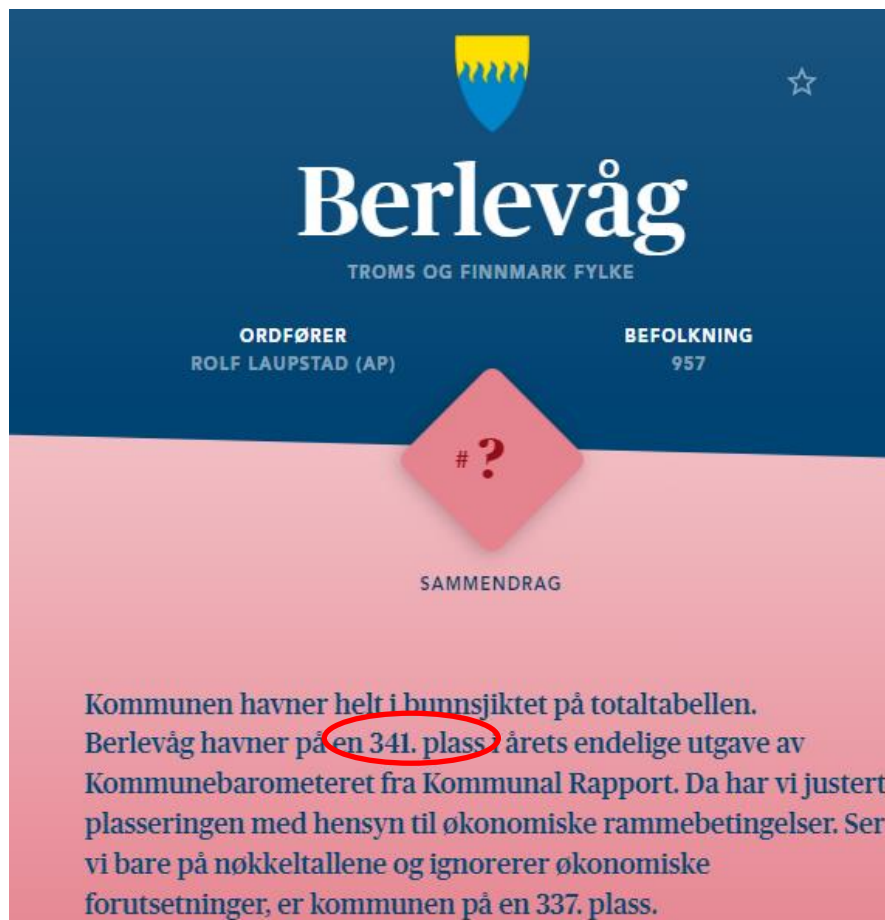 Berlevåg
TROMS OG FINNMARK FYLKE
ORDFØRER
ROLF LAUPSTAD (AP)
BEFOLKNING
957
# ?
SAMMENDRAG
Kommunen havner helt i bunnsjiktet på totaltabellen.
Berlevåg havner på en 341. plass i årets endelige utgave av
Kommunebarometeret fra Kommunal Rapport. Da har vi justert
plasseringen med hensyn til økonomiske rammebetingelser. Ser
vi bare på nøkkeltallene og ignorerer økonomiske
forutsetninger, er kommunen på en 337. plass.